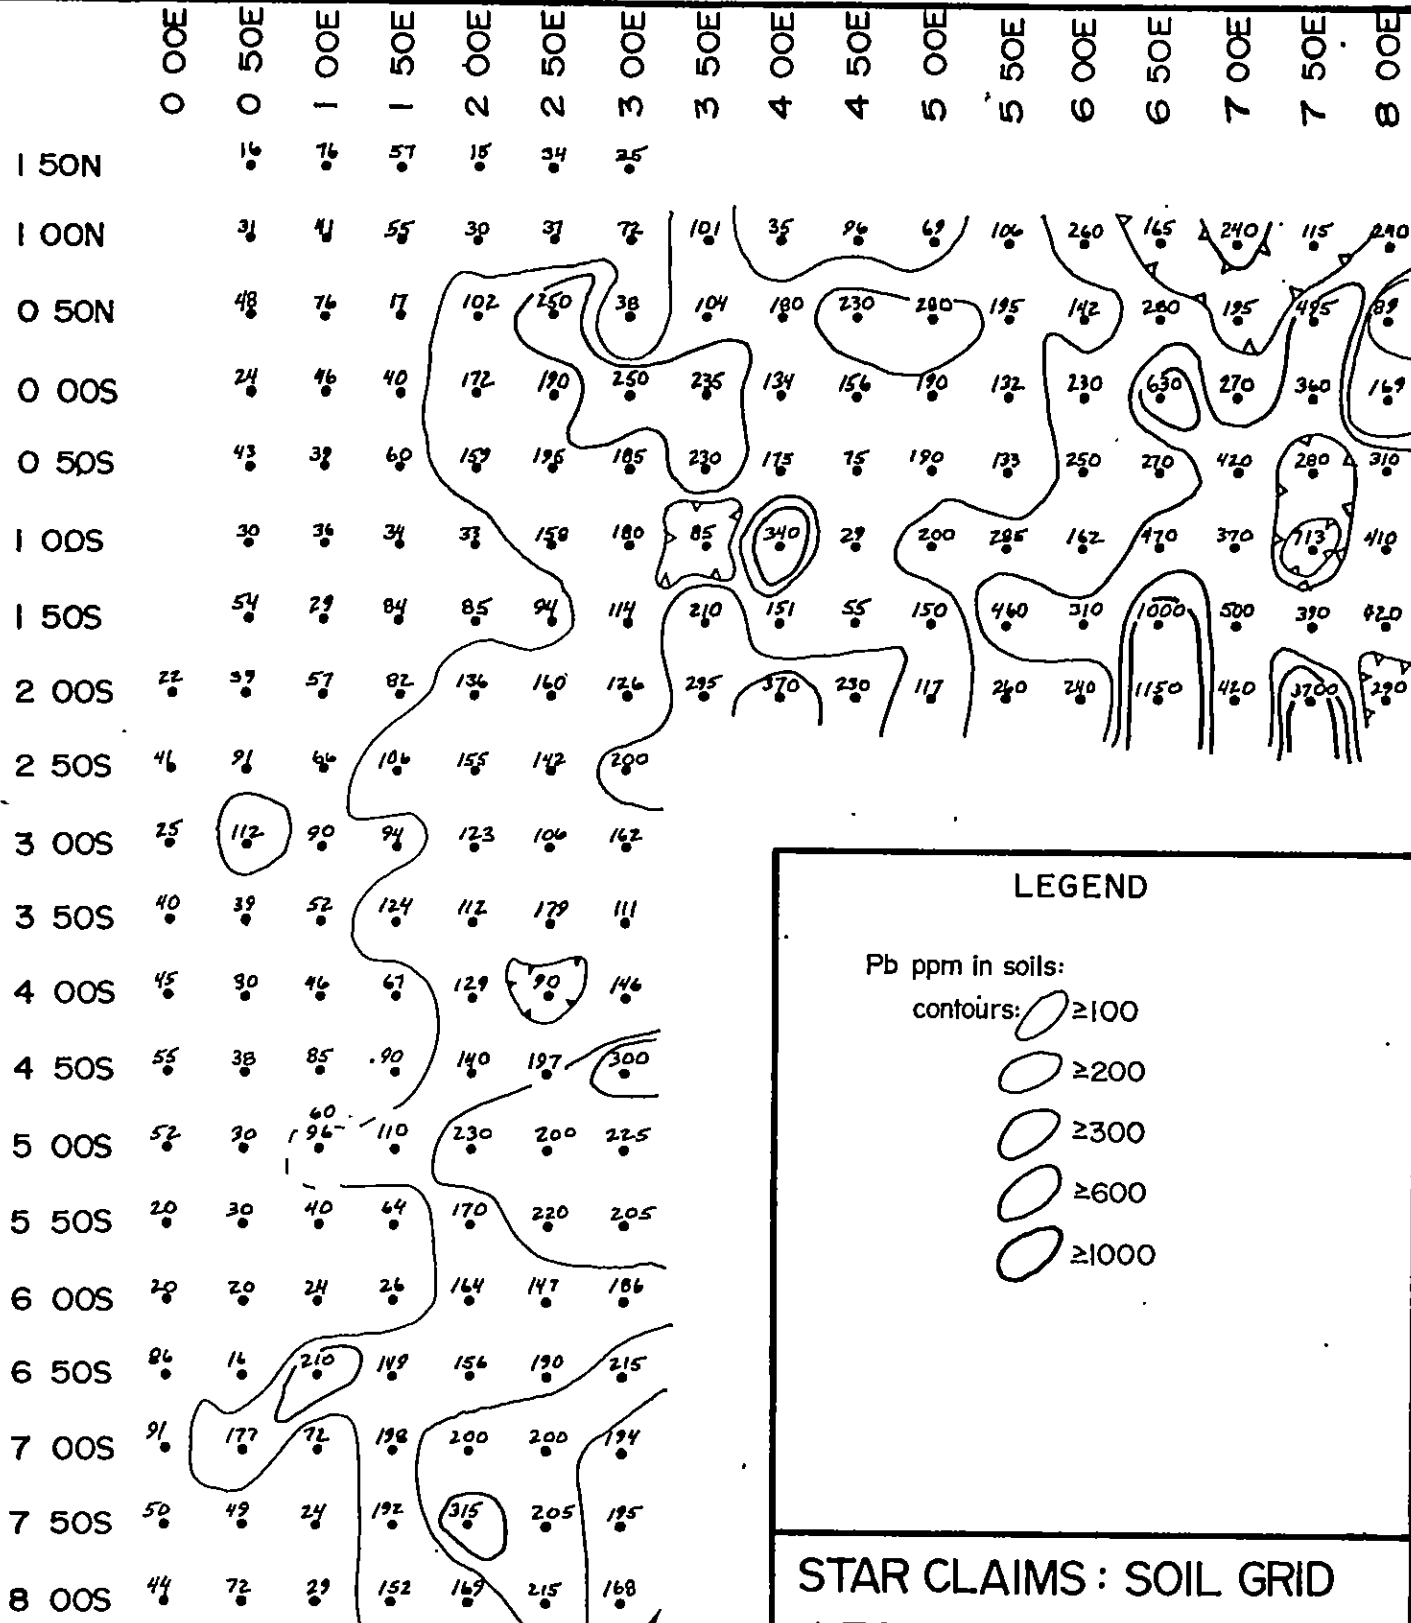 0 00E 0 50E 1 00E 1 50E 2 00E 2 50E 3 00E 3 50E 4 00E 4 50E 5 00E 5 50E 6 00E 6 50E 7 00E 7 50E 8 00E
1 50N 16 76 57 15 34 25
1 00N 31 41 55 30 37 72 101 35 96 69 106 260 165 240 115 240
0 50N 48 76 17 102 250 38 104 180 230 280 195 142 280 195 495 89
0 00S 24 46 40 172 190 250 235 134 156 190 132 230 630 270 360 169
0 50S 43 39 60 159 196 185 230 175 75 190 133 250 270 420 280 310
1 00S 30 36 34 33 158 180 85 340 29 200 285 162 470 370 713 410
1 50S 54 29 84 85 94 114 210 151 55 150 460 310 1000 500 390 420
2 00S 22 39 57 82 136 160 126 295 370 230 117 260 240 1150 420 3700 290
2 50S 46 91 66 106 155 142 200
3 00S 25 112 90 94 123 106 162
3 50S 40 39 52 124 112 179 111
4 00S 45 30 46 67 129 90 146
4 50S 55 38 85 90 140 197 300
60
5 00S 52 30 96 110 230 200 225
5 50S 20 30 40 64 170 220 205
6 00S 20 20 24 26 164 147 186
6 50S 86 16 210 149 156 190 215
7 00S 91 177 72 198 200 200 194
7 50S 50 49 24 192 315 205 195
8 00S 44 72 29 152 169 215 168
LEGEND
Pb ppm in soils:
contours: ≥100
≥200
≥300
≥600
≥1000
STAR CLAIMS: SOIL GRID